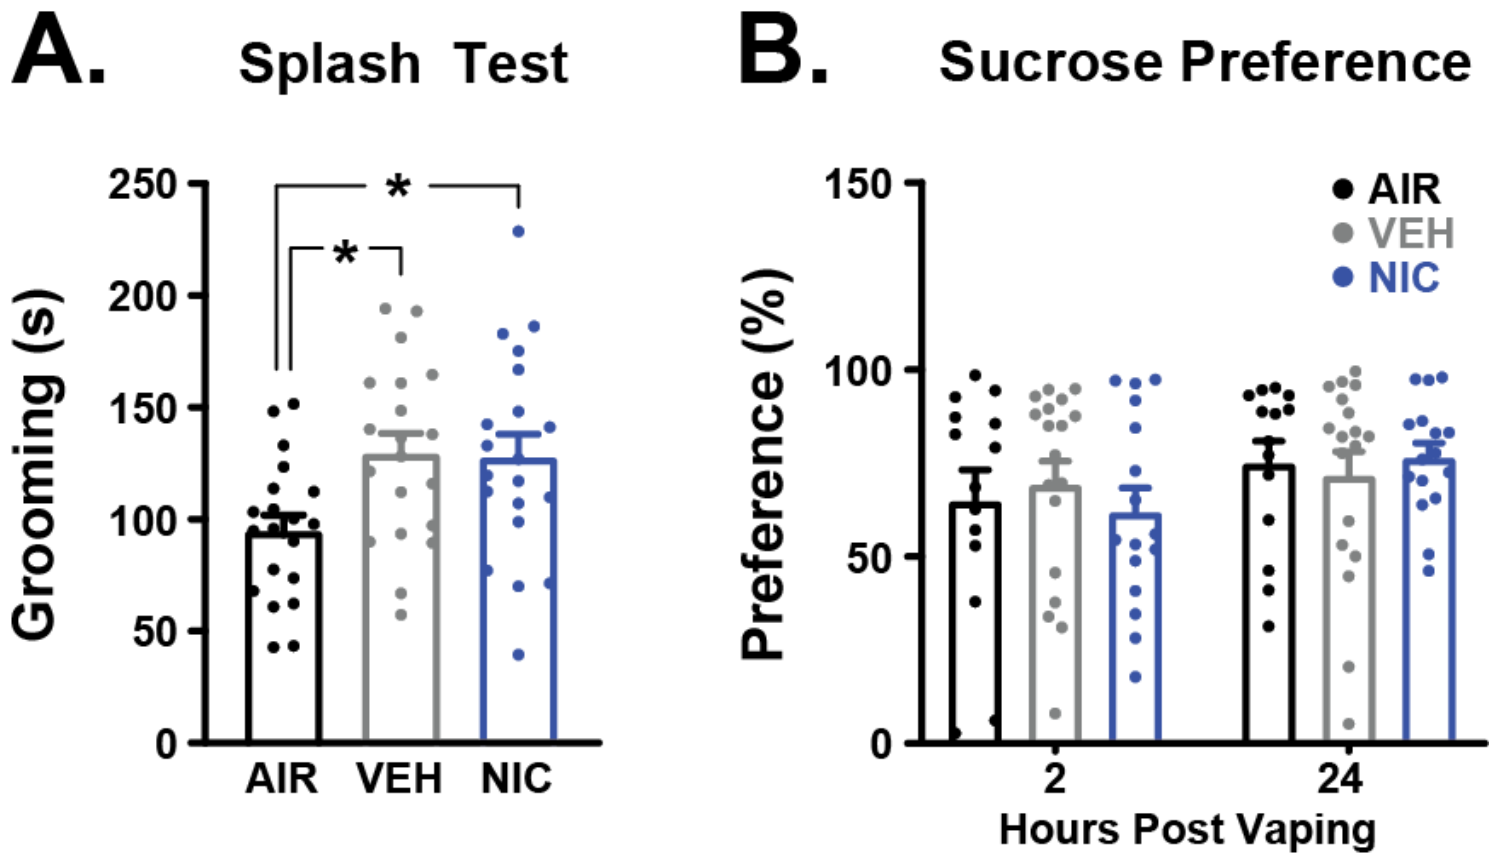 A. Splash Test
250
200
150
100
50
0
Grooming (s)
*
*
AIR VEH NIC
B. Sucrose Preference
150
100
50
0
Preference (%)
AIR
VEH
NIC
2 24
Hours Post Vaping